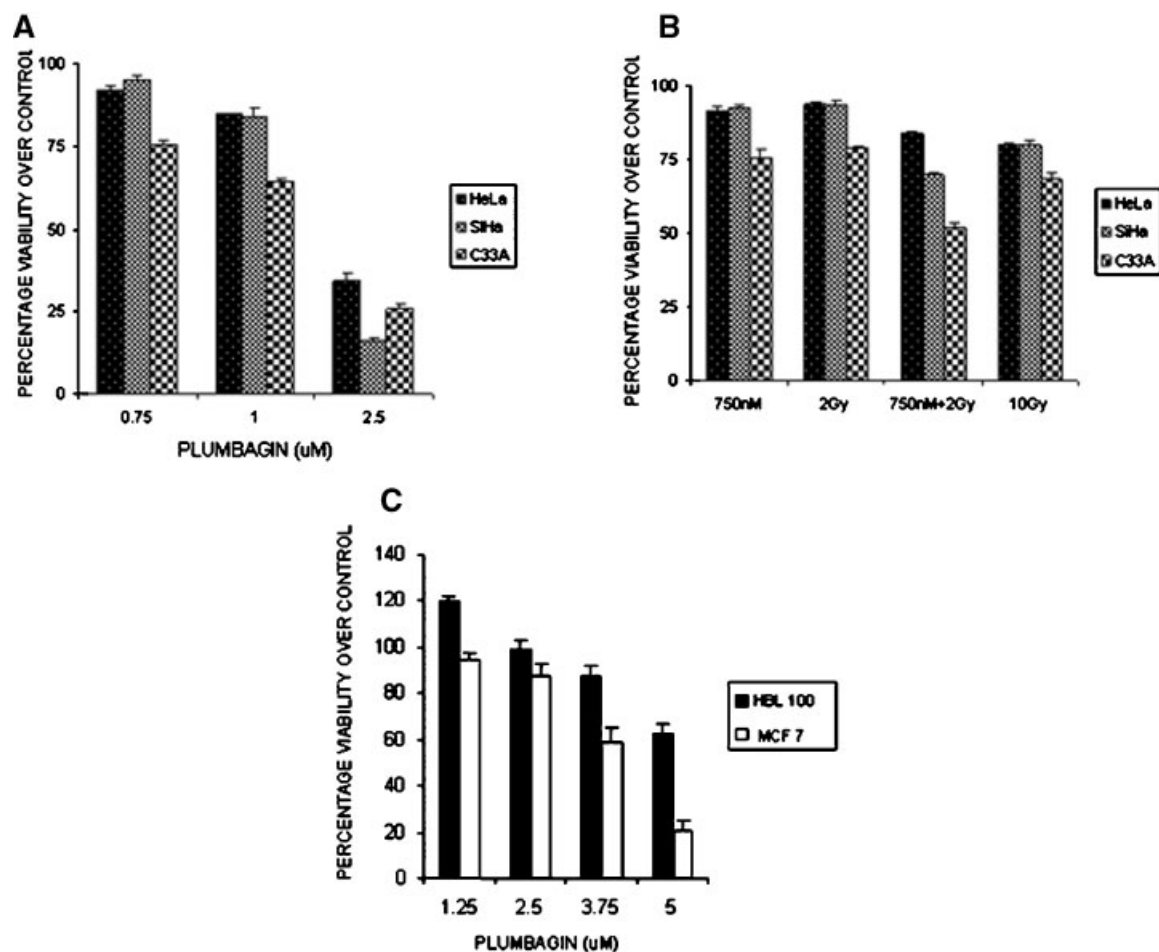 A
PERCENTAGE VIABILITY OVER CONTROL
100
75
50
25
0
0.75 1 2.5
PLUMBAGIN (uM)
HeLa
SiHa
C33A
B
PERCENTAGE VIABILITY OVER CONTROL
100
75
50
25
0
750nM 2Gy 750nM+2Gy 10Gy
HeLa
SiHa
C33A
C
PERCENTAGE VIABILITY OVER CONTROL
140
120
100
80
60
40
20
0
1.25 2.5 3.75 5
PLUMBAGIN (uM)
HBL 100
MCF 7